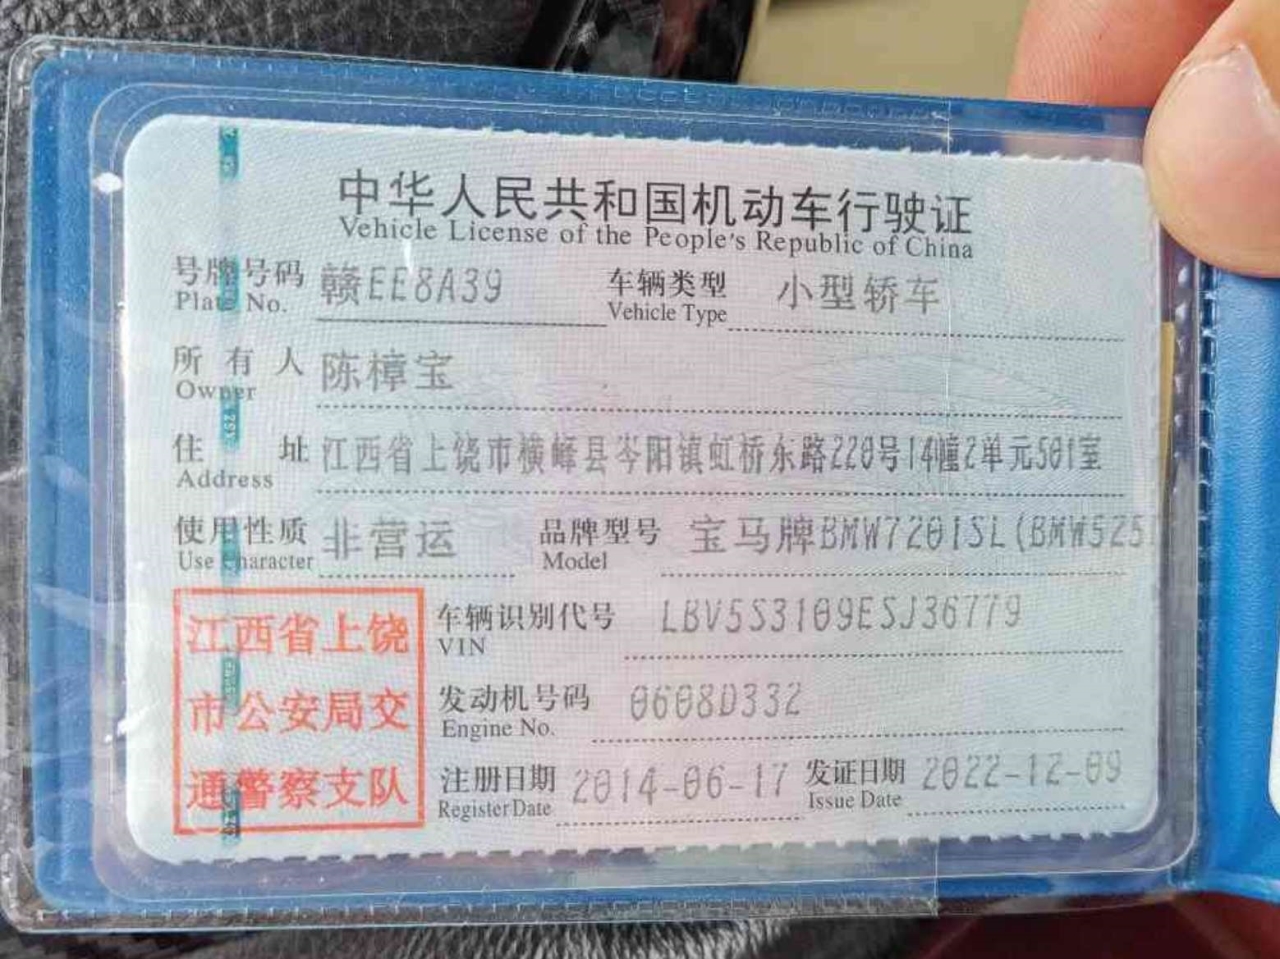 中华人民共和国机动车行驶证
Vehicle License of the People's Republic of China
号牌号码 赣EE8A39 车辆类型 小型轿车
Plate No. Vehicle Type
所有人 陈樟宝
Owner
住址 江西省上饶市横峰县岑阳镇虹桥东路220号14幢2单元501室
Address
使用性质 非营运 品牌型号 宝马牌BMW7201SL(BMW525
Use Character Model
江西省上饶
市公安局交
通警察支队
车辆识别代号 LBV5S3109ESJ36779
VIN
发动机号码 0608D332
Engine No.
注册日期 2014-06-17 发证日期 2022-12-09
Register Date Issue Date